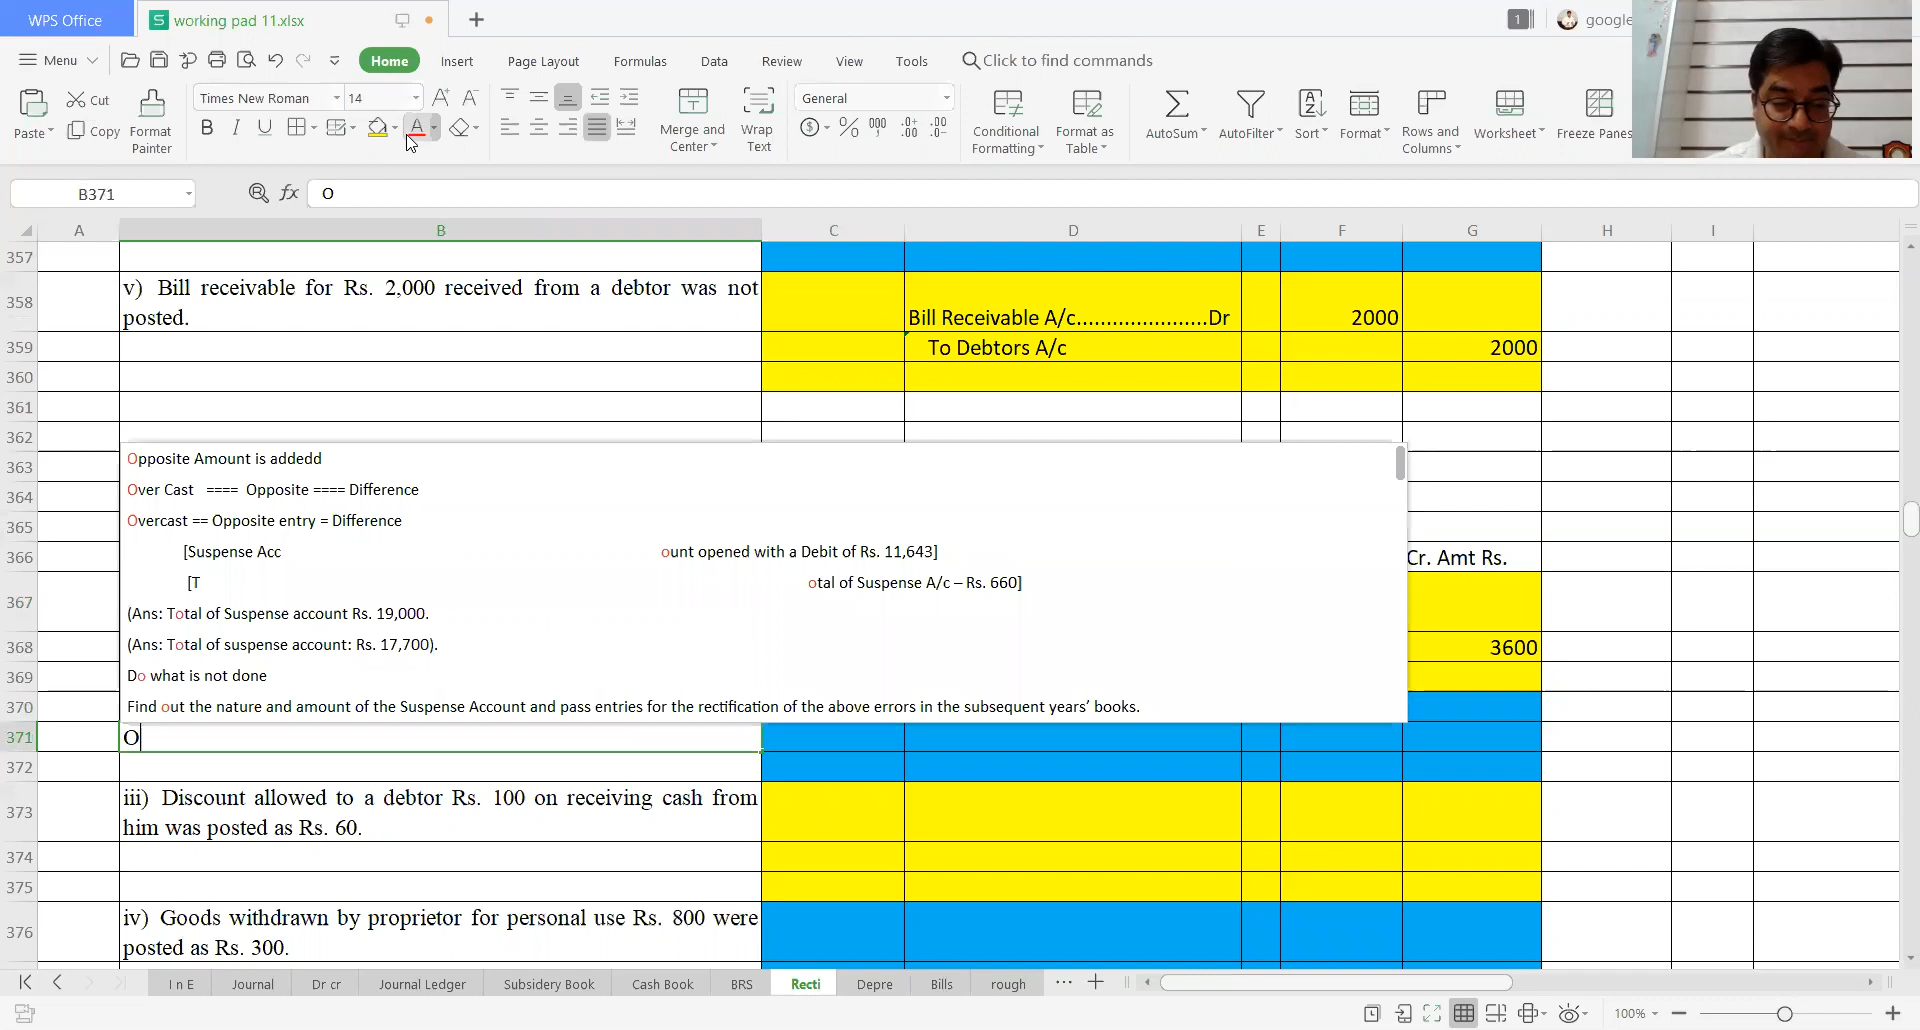 WPS Office
working pad 11.xlsx
1
google
Menu
Home
Insert
Page Layout
Formulas
Data
Review
View
Tools
Click to find commands
Paste
Cut
Copy
Format Painter
Times New Roman
14
Merge and Center
Wrap Text
General
Conditional Formatting
Format as Table
AutoSum
AutoFilter
Sort
Format
Rows and Columns
Worksheet
Freeze Panes
B371
fx
O
A B C D E F G H I
357
358 v) Bill receivable for Rs. 2,000 received from a debtor was not
posted. Bill Receivable A/c......................Dr 2000
359 To Debtors A/c 2000
360
361
362
363 Opposite Amount is addedd
364 Over Cast ==== Opposite ==== Difference
365 Overcast == Opposite entry = Difference
366 [Suspense Acc ount opened with a Debit of Rs. 11,643] Cr. Amt Rs.
367 [T otal of Suspense A/c – Rs. 660]
(Ans: Total of Suspense account Rs. 19,000.
368 (Ans: Total of suspense account: Rs. 17,700). 3600
369 Do what is not done
370 Find out the nature and amount of the Suspense Account and pass entries for the rectification of the above errors in the subsequent years’ books.
371 O
372
373 iii) Discount allowed to a debtor Rs. 100 on receiving cash from
him was posted as Rs. 60.
374
375
376 iv) Goods withdrawn by proprietor for personal use Rs. 800 were
posted as Rs. 300.
I n E
Journal
Dr cr
Journal Ledger
Subsidery Book
Cash Book
BRS
Recti
Depre
Bills
rough
100%